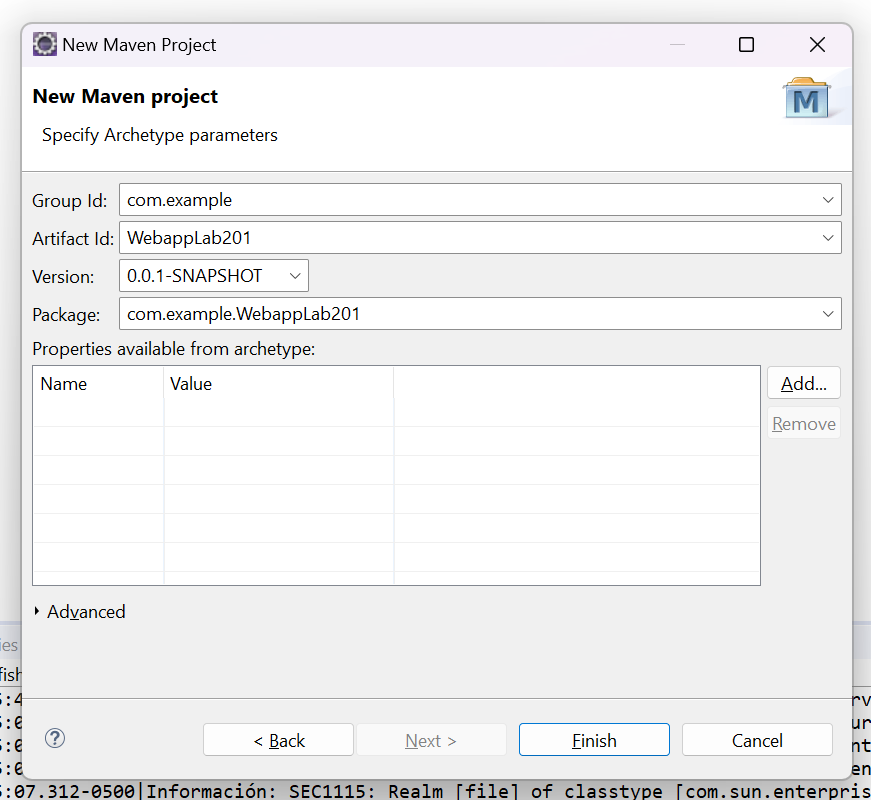 New Maven Project
New Maven project
Specify Archetype parameters
Group Id: com.example
Artifact Id: WebappLab201
Version: 0.0.1-SNAPSHOT
Package: com.example.WebappLab201
Properties available from archetype:
Name Value
Add...
Remove
Advanced
< Back Next > Finish Cancel
5:07.312-0500|Información: SEC1115: Realm [file] of classtype [com.sun.enterpris